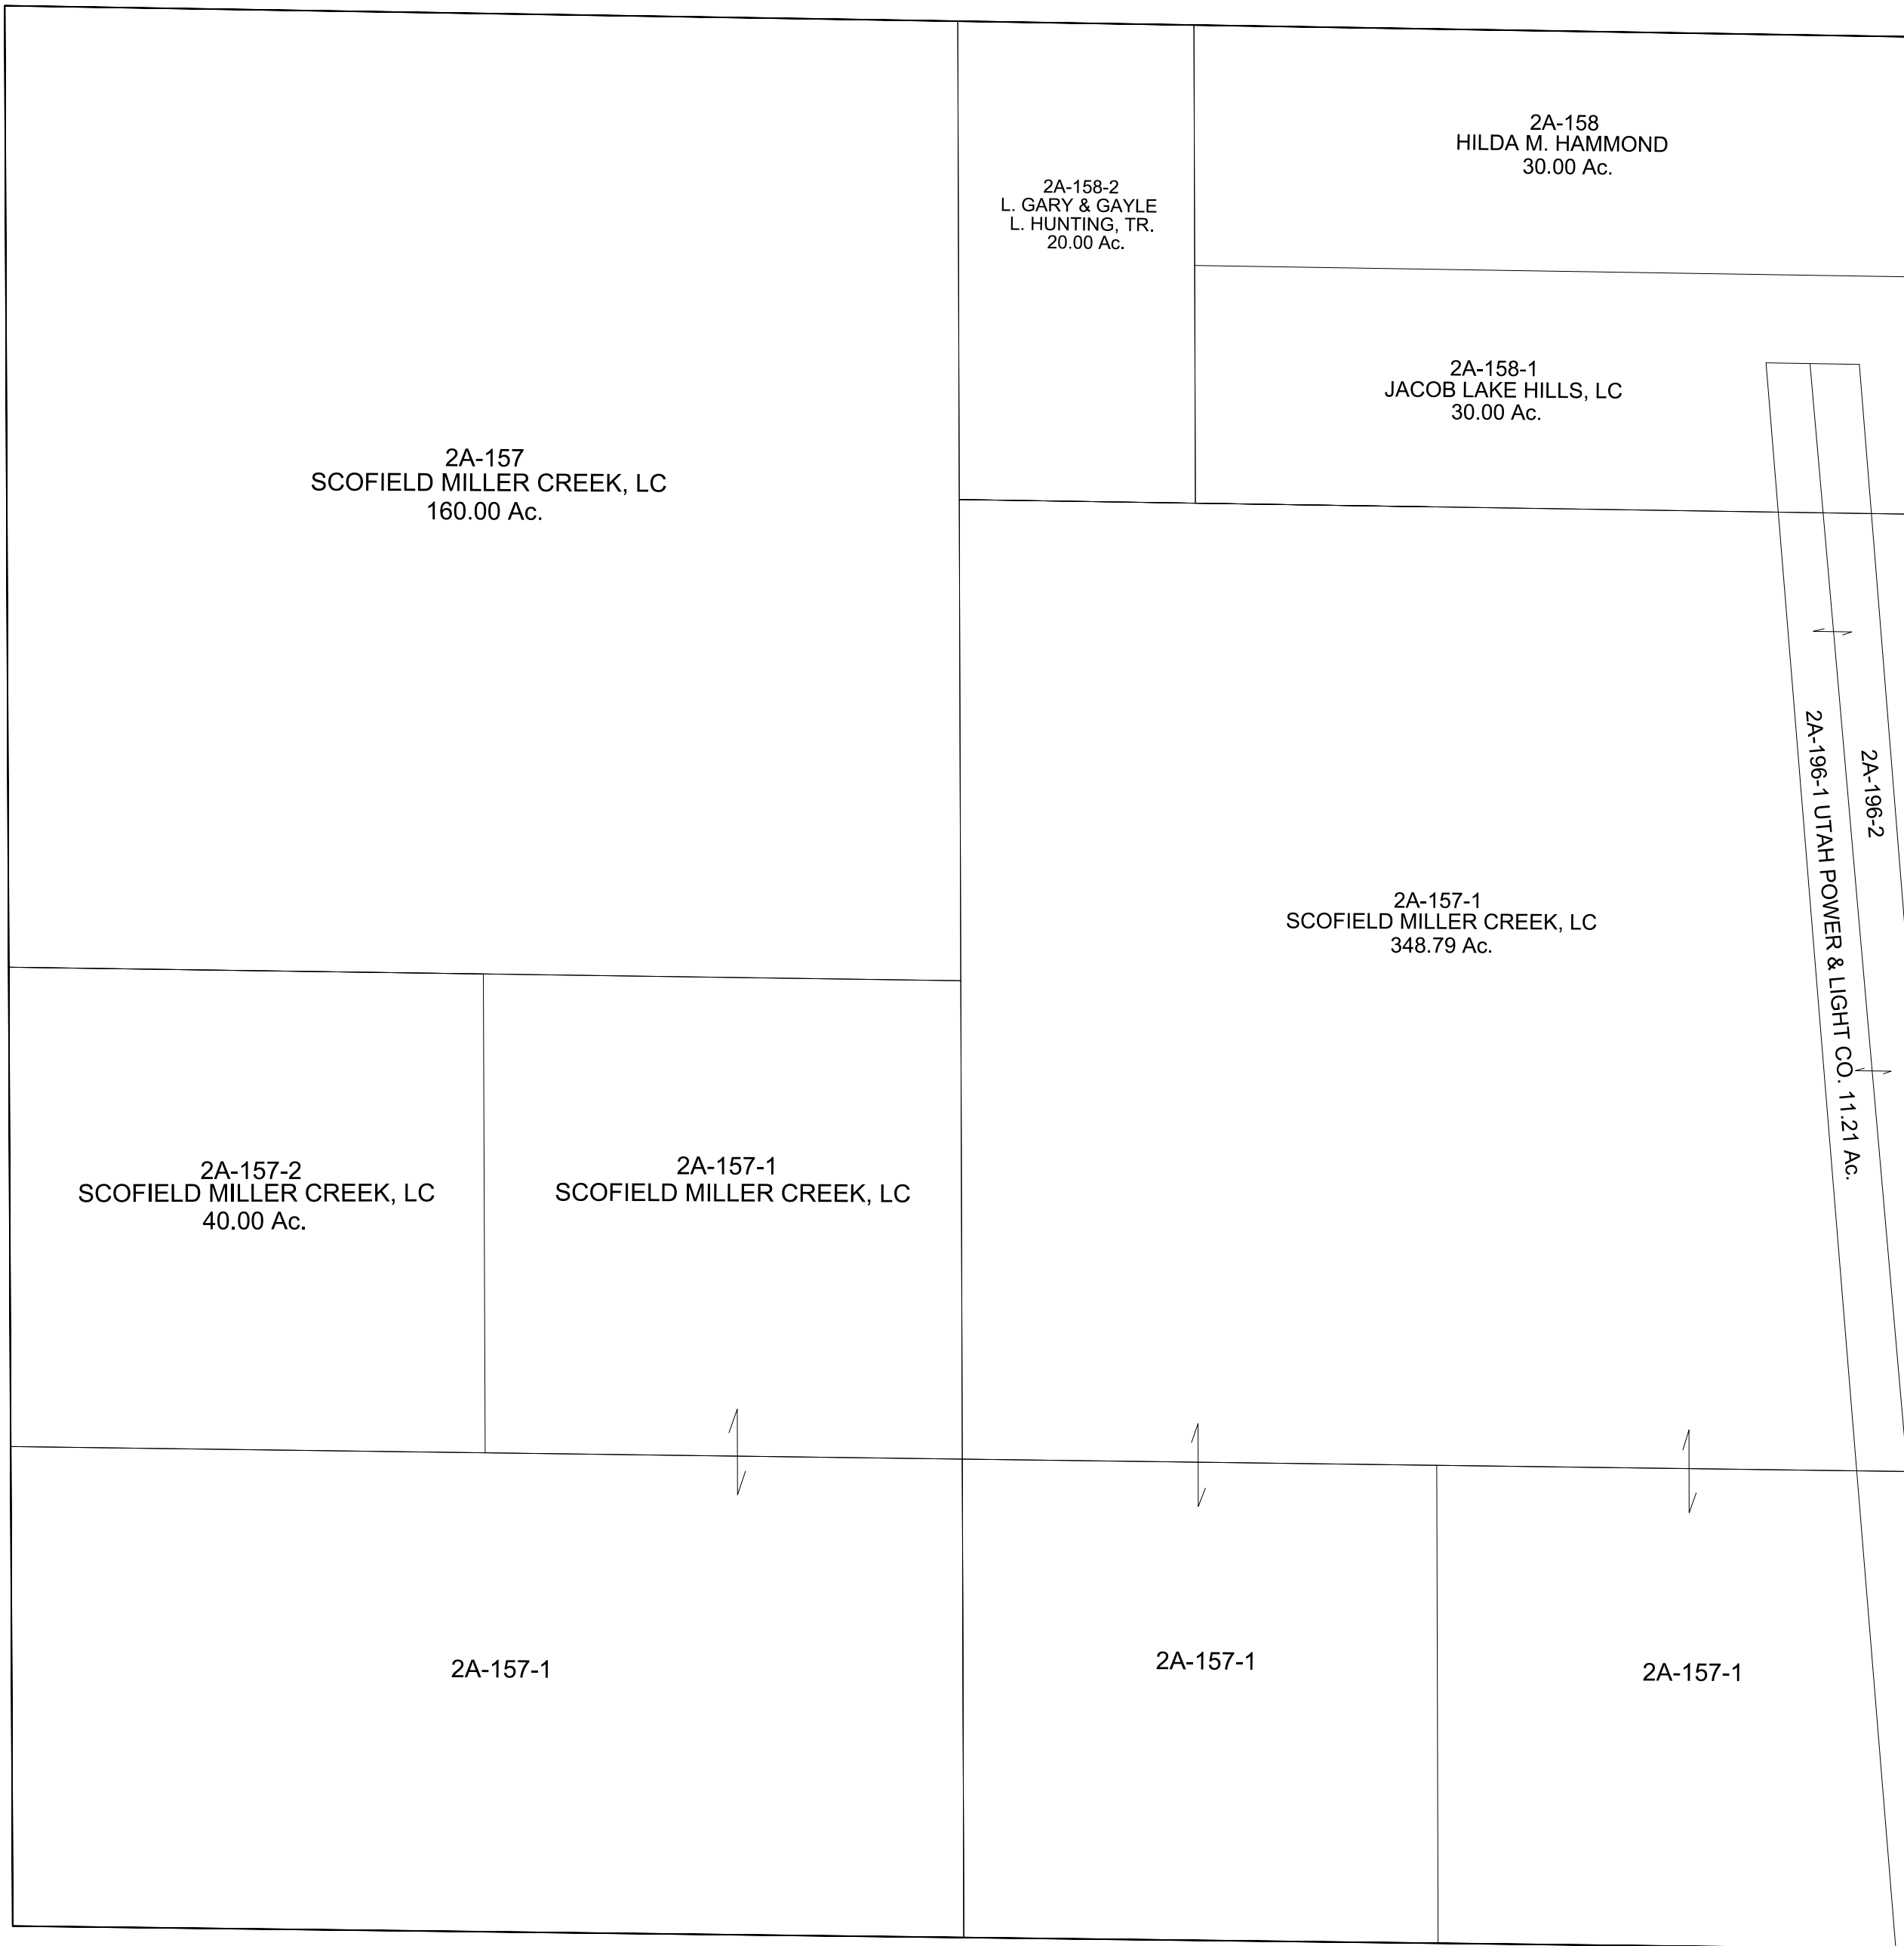 2A-158
HILDA M. HAMMOND
30.00 Ac.
2A-158-2
L. GARY & GAYLE
L. HUNTING, TR.
20.00 Ac.
2A-158-1
JACOB LAKE HILLS, LC
30.00 Ac.
2A-157
SCOFIELD MILLER CREEK, LC
160.00 Ac.
2A-196-1 UTAH POWER & LIGHT CO. 11.21 Ac.
2A-196-2
2A-157-1
SCOFIELD MILLER CREEK, LC
348.79 Ac.
2A-157-2
SCOFIELD MILLER CREEK, LC
40.00 Ac.
2A-157-1
SCOFIELD MILLER CREEK, LC
2A-157-1
2A-157-1
2A-157-1